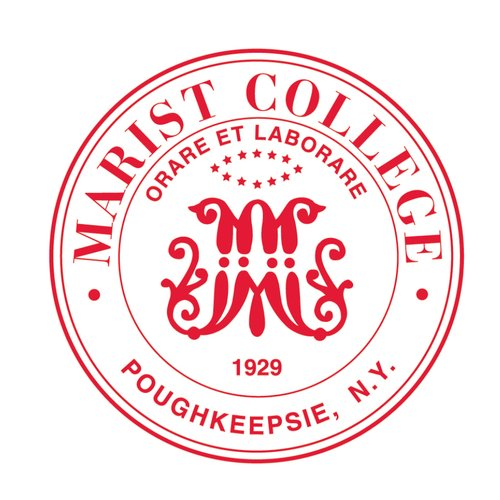 MARIST COLLEGE
ORARE ET LABORARE
1929
POUGHKEEPSIE, N.Y.